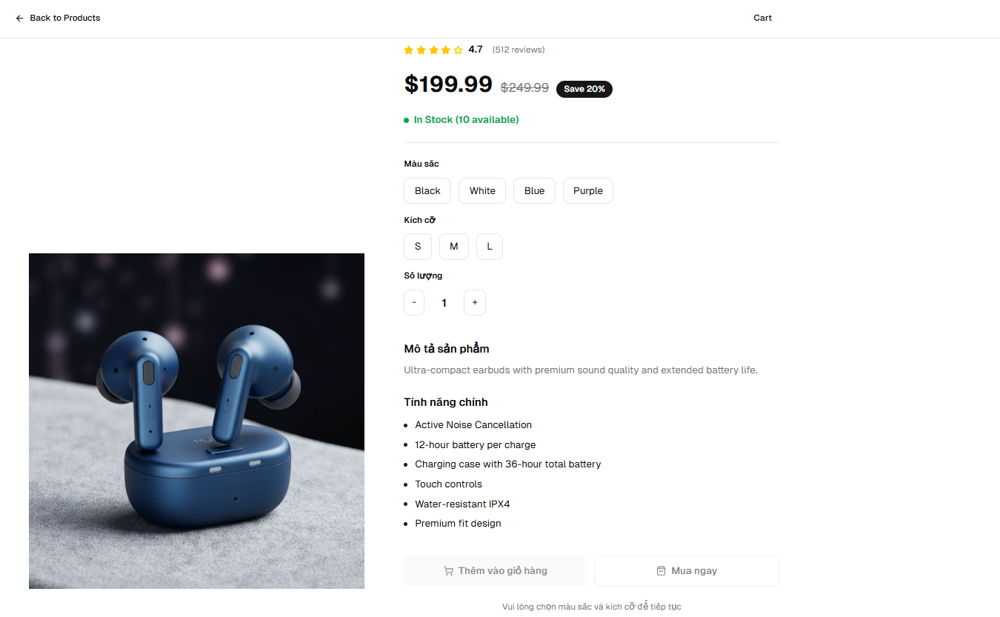 Back to Products
Cart
4.7 (512 reviews)
$199.99 $249.99 Save 20%
In Stock (10 available)
Màu sắc
Black White Blue Purple
Kích cỡ
S M L
Số lượng
- 1 +
Mô tả sản phẩm
Ultra-compact earbuds with premium sound quality and extended battery life.
Tính năng chính
Active Noise Cancellation
12-hour battery per charge
Charging case with 36-hour total battery
Touch controls
Water-resistant IPX4
Premium fit design
Thêm vào giỏ hàng
Mua ngay
Vui lòng chọn màu sắc và kích cỡ để tiếp tục